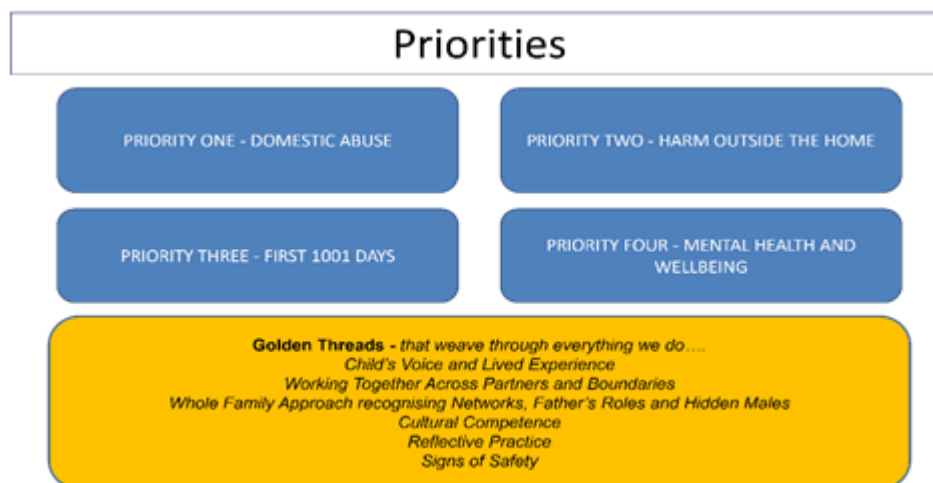 Priorities
PRIORITY ONE - DOMESTIC ABUSE
PRIORITY TWO - HARM OUTSIDE THE HOME
PRIORITY THREE - FIRST 1001 DAYS
PRIORITY FOUR - MENTAL HEALTH AND
WELLBEING
Golden Threads - that weave through everything we do....
Child's Voice and Lived Experience
Working Together Across Partners and Boundaries
Whole Family Approach recognising Networks, Father's Roles and Hidden Males
Cultural Competence
Reflective Practice
Signs of Safety